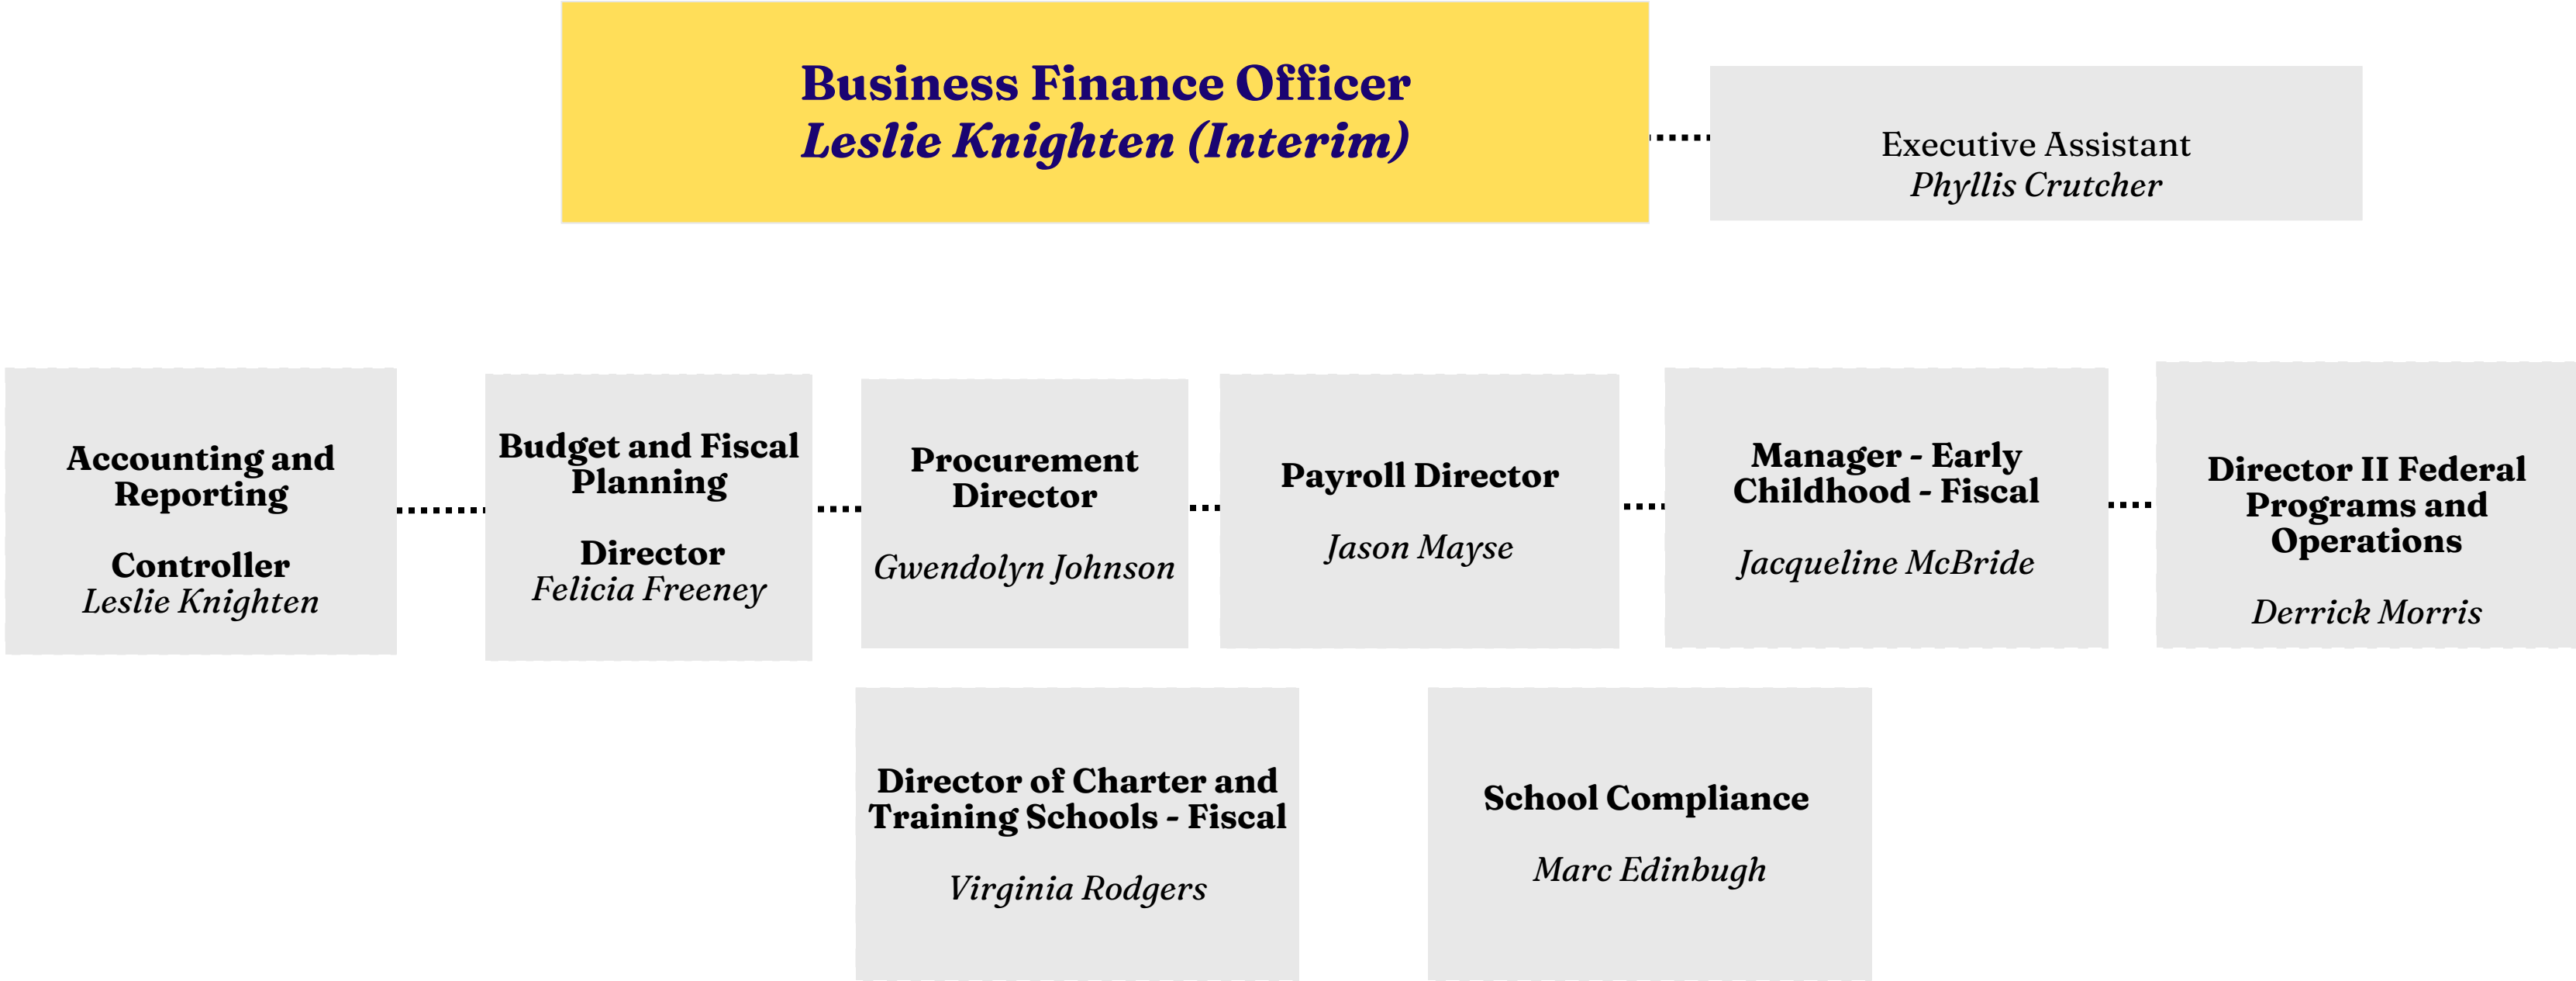 Business Finance Officer
Leslie Knighten (Interim)
Executive Assistant
Phyllis Crutcher
Accounting and
Reporting
Controller
Leslie Knighten
Budget and Fiscal
Planning
Director
Felicia Freeney
Procurement
Director
Gwendolyn Johnson
Payroll Director
Jason Mayse
Manager - Early
Childhood - Fiscal
Jacqueline McBride
Director II Federal
Programs and
Operations
Derrick Morris
Director of Charter and
Training Schools - Fiscal
Virginia Rodgers
School Compliance
Marc Edinbugh